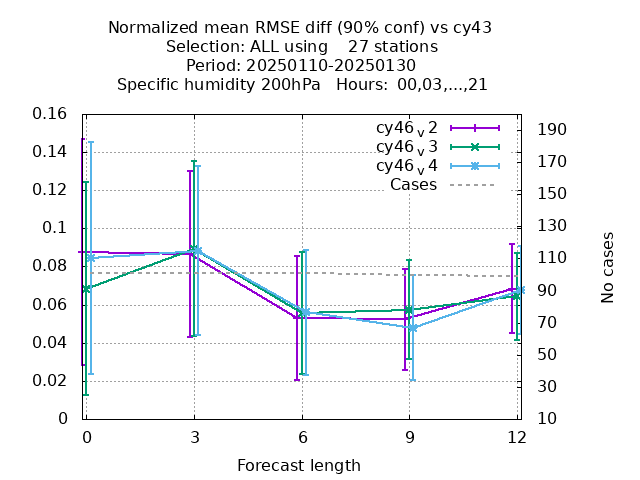 Normalized mean RMSE diff (90% conf) vs cy43
Selection: ALL using    27 stations
Period: 20250110-20250130
Specific humidity 200hPa   Hours:  00,03,...,21
0.16
0.14
0.12
0.1
0.08
0.06
0.04
0.02
0
190
170
150
130
110
90
70
50
30
10
cy46v2
cy46v3
cy46v4
Cases
No cases
0 3 6 9 12
Forecast length